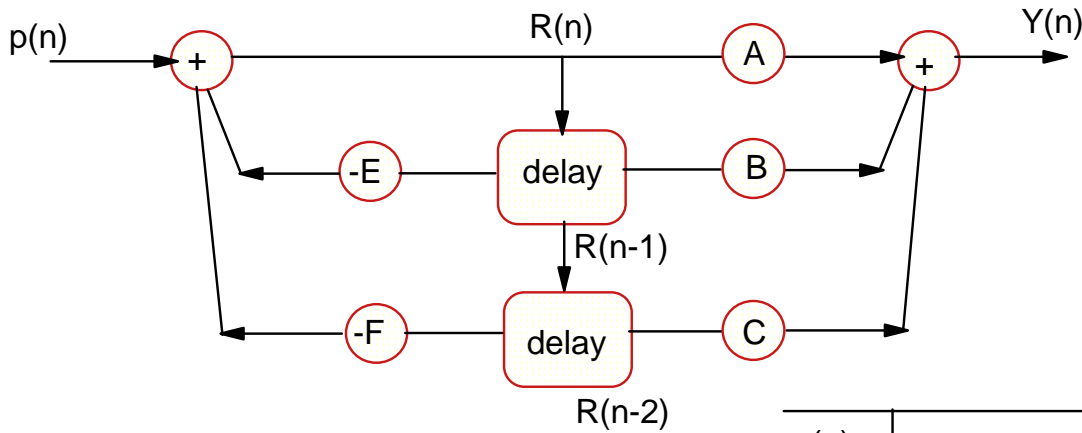 p(n)
R(n)
Y(n)
+
A
+
-E
delay
B
R(n-1)
-F
delay
C
R(n-2)